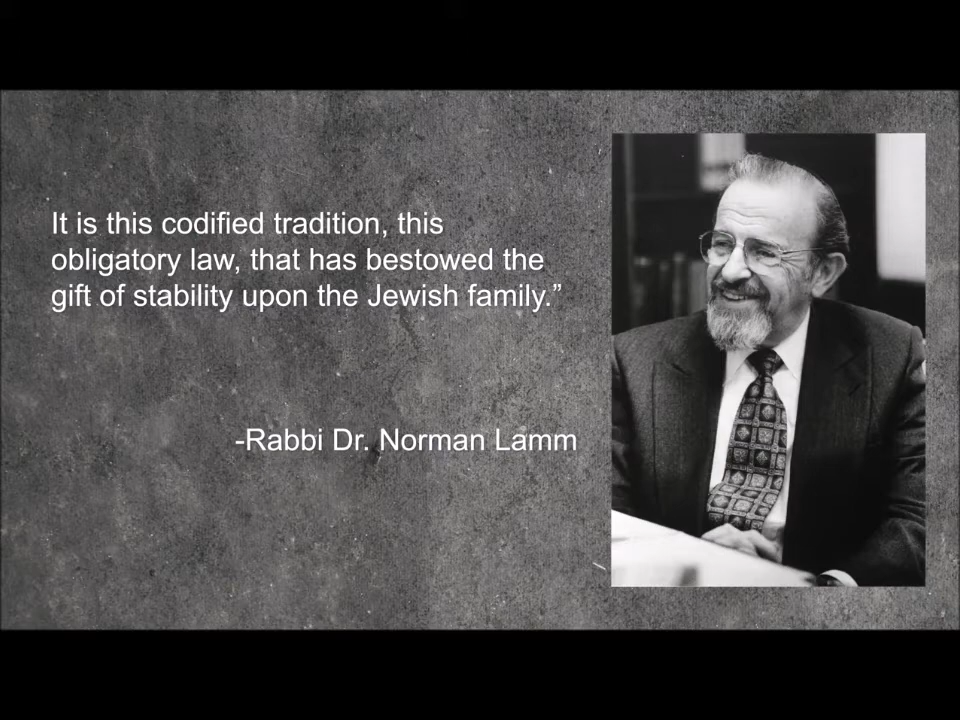 It is this codified tradition, this
obligatory law, that has bestowed the
gift of stability upon the Jewish family.”
-Rabbi Dr. Norman Lamm